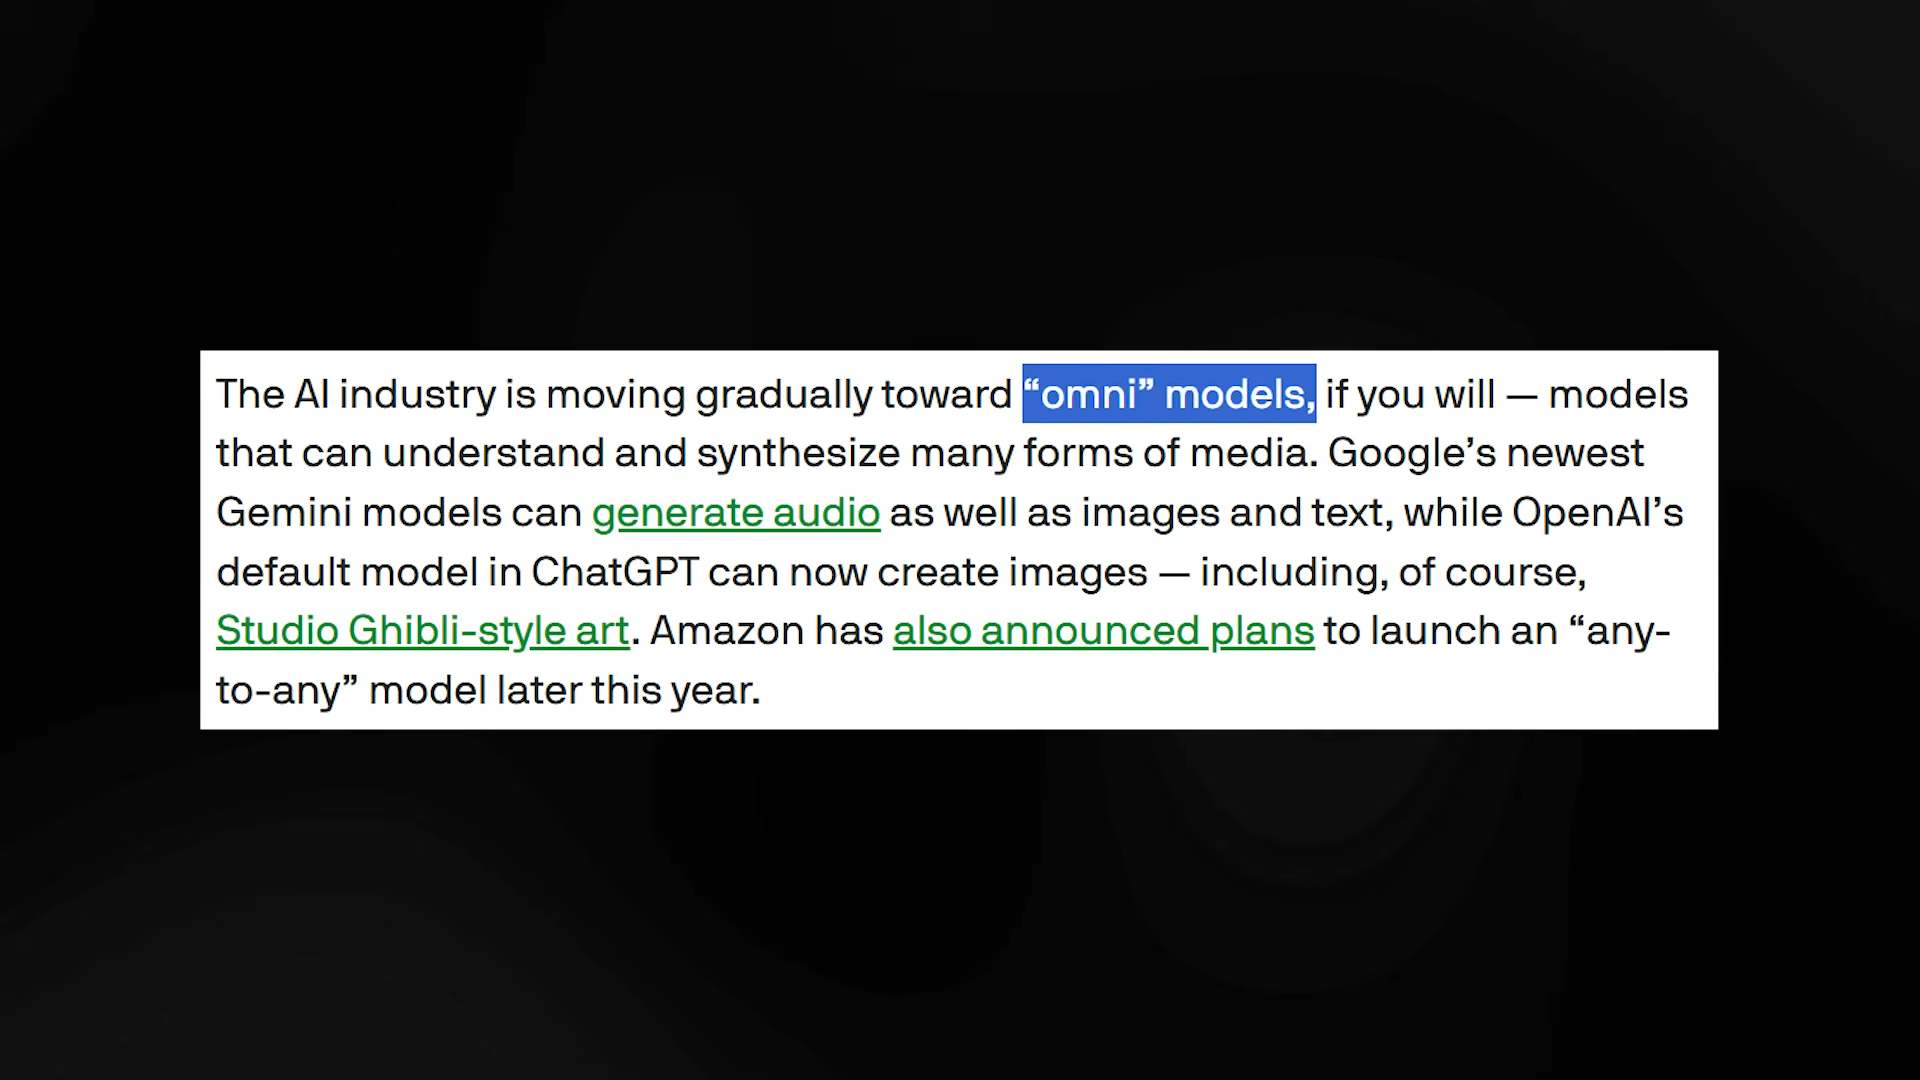 The AI industry is moving gradually toward “omni” models, if you will — models
that can understand and synthesize many forms of media. Google’s newest
Gemini models can generate audio as well as images and text, while OpenAI’s
default model in ChatGPT can now create images — including, of course,
Studio Ghibli-style art. Amazon has also announced plans to launch an “any-
to-any” model later this year.